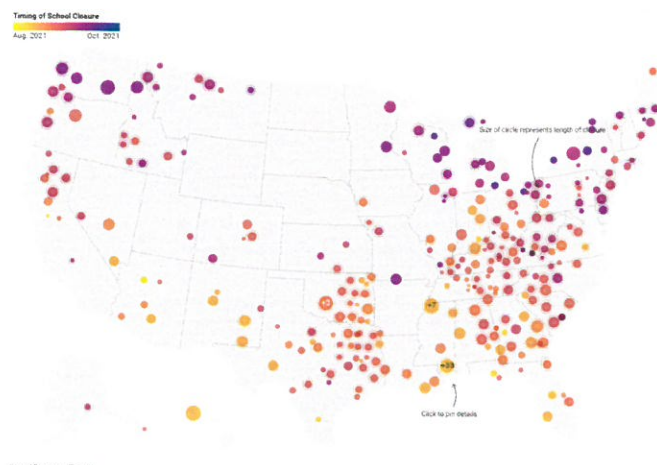 Timing of School Closure
Aug. 2021 Oct. 2021
Size of circle represents length of closure
+3
+7
Click to pin details